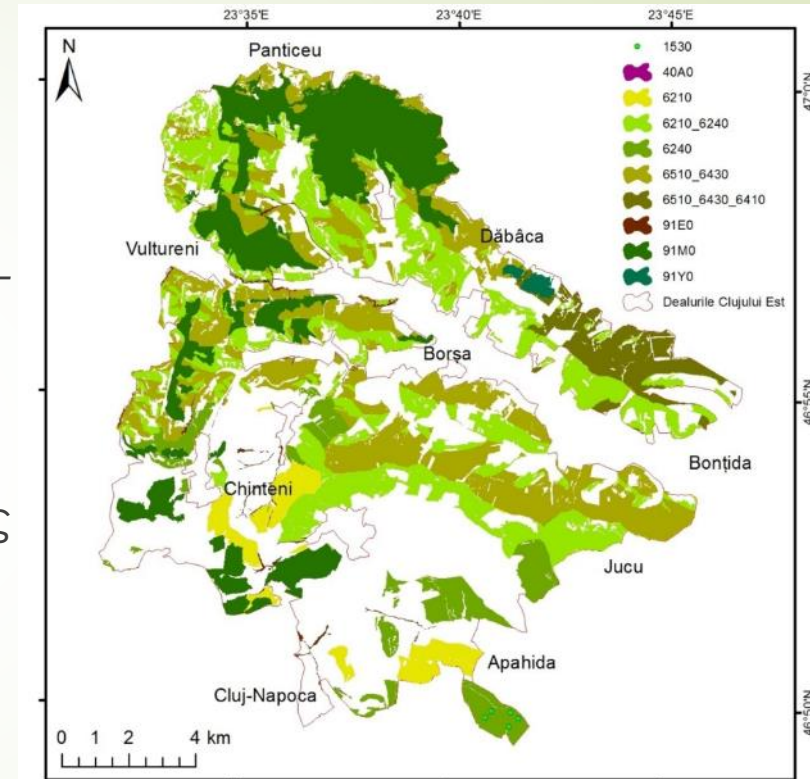 23°35'E 23°40'E 23°45'E
47°0'N
46°55'N
46°50'N
N
Panticeu
Vultureni
Dăbâca
Borșa
Chinteni
Bonțida
Jucu
Apahida
Cluj-Napoca
1530
40A0
6210
6210_6240
6240
6510_6430
6510_6430_6410
91E0
91M0
91Y0
Dealurile Clujului Est
0 1 2 4 km